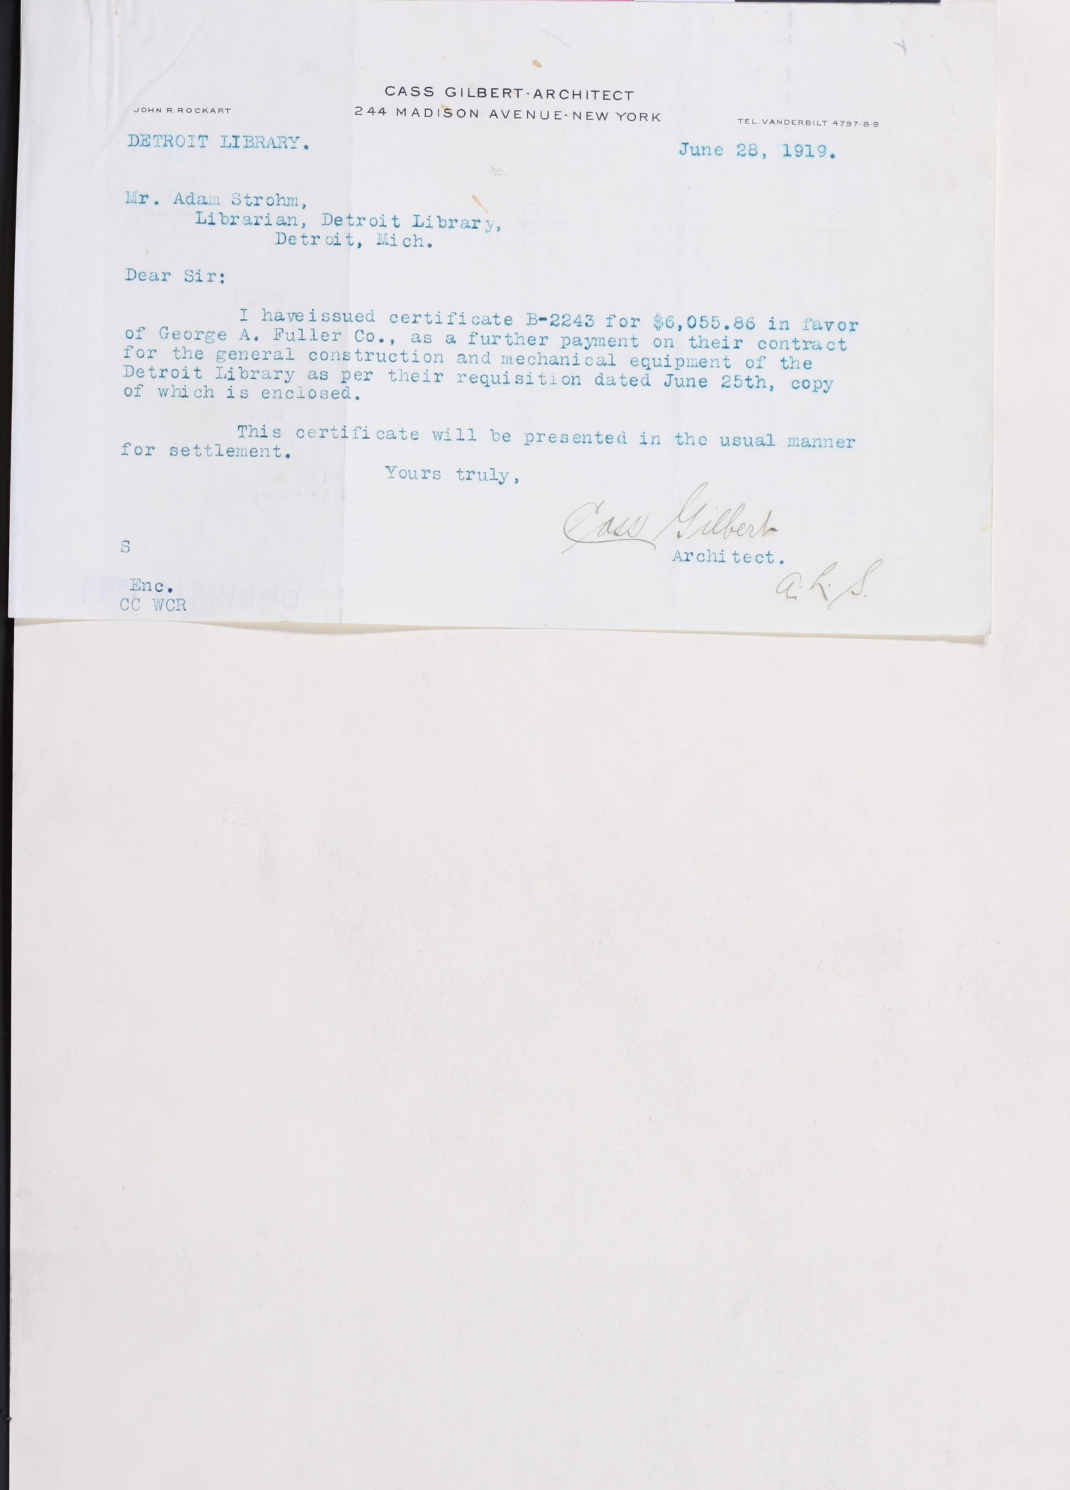 CASS GILBERT·ARCHITECT
JOHN R. ROCKART
244 MADISON AVENUE·NEW YORK
TEL. VANDERBILT 4797-8-9
DETROIT LIBRARY.
June 28, 1919.
Mr. Adam Strohm,
Librarian, Detroit Library,
Detroit, Mich.
Dear Sir:
I haveissued certificate B-2243 for $6,055.86 in favor
of George A. Fuller Co., as a further payment on their contract
for the general construction and mechanical equipment of the
Detroit Library as per their requisition dated June 25th, copy
of which is enclosed.
This certificate will be presented in the usual manner
for settlement.
Yours truly,
Cass Gilbert
Architect.
S
Enc.
CC WCR